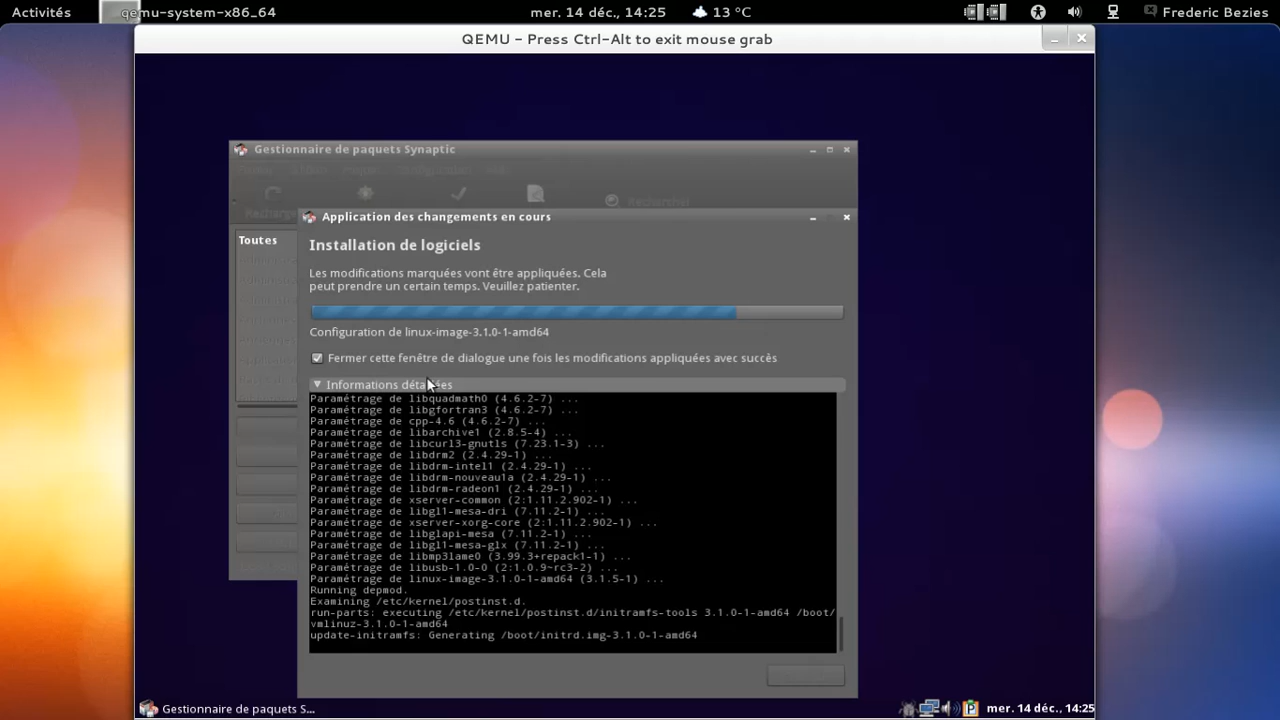 Activités
qemu-system-x86_64
mer. 14 déc., 14:25
13 °C
Frederic Bezies
QEMU - Press Ctrl-Alt to exit mouse grab
Gestionnaire de paquets Synaptic
Rechercher
Application des changements en cours
Toutes
Installation de logiciels
Les modifications marquées vont être appliquées. Cela
peut prendre un certain temps. Veuillez patienter.
Configuration de linux-image-3.1.0-1-amd64
Fermer cette fenêtre de dialogue une fois les modifications appliquées avec succès
Informations détaillées
Paramétrage de libquadmath0 (4.6.2-7) ...
Paramétrage de libgfortran3 (4.6.2-7) ...
Paramétrage de cpp-4.6 (4.6.2-7) ...
Paramétrage de libarchive1 (2.8.5-4) ...
Paramétrage de libcurl3-gnutls (7.23.1-3) ...
Paramétrage de libdrm2 (2.4.29-1) ...
Paramétrage de libdrm-intel1 (2.4.29-1) ...
Paramétrage de libdrm-nouveau1a (2.4.29-1) ...
Paramétrage de libdrm-radeon1 (2.4.29-1) ...
Paramétrage de xserver-common (2:1.11.2.902-1) ...
Paramétrage de libgl1-mesa-dri (7.11.2-1) ...
Paramétrage de xserver-xorg-core (2:1.11.2.902-1) ...
Paramétrage de libglapi-mesa (7.11.2-1) ...
Paramétrage de libgl1-mesa-glx (7.11.2-1) ...
Paramétrage de libmp3lame0 (3.99.3+repack1-1) ...
Paramétrage de libusb-1.0-0 (2:1.0.9~rc3-2) ...
Paramétrage de linux-image-3.1.0-1-amd64 (3.1.5-1) ...
Running depmod.
Examining /etc/kernel/postinst.d.
run-parts: executing /etc/kernel/postinst.d/initramfs-tools 3.1.0-1-amd64 /boot/
vmlinuz-3.1.0-1-amd64
update-initramfs: Generating /boot/initrd.img-3.1.0-1-amd64
Gestionnaire de paquets S...
mer. 14 déc., 14:25